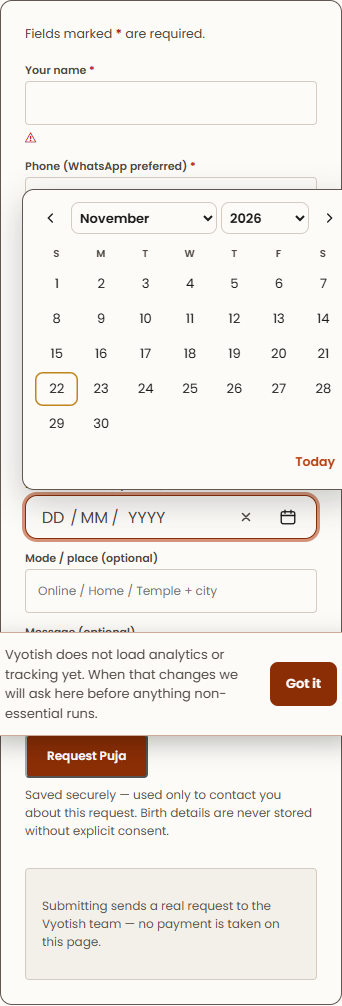 Fields marked * are required.
Your name *
Phone (WhatsApp preferred) *
November 2026
S M T W T F S
1 2 3 4 5 6 7
8 9 10 11 12 13 14
15 16 17 18 19 20 21
22 23 24 25 26 27 28
29 30
Today
DD / MM / YYYY
Mode / place (optional)
Online / Home / Temple + city
Message (optional)
Vyotish does not load analytics or
tracking yet. When that changes we
will ask here before anything non-
essential runs.
Got it
Request Puja
Saved securely — used only to contact you
about this request. Birth details are never stored
without explicit consent.
Submitting sends a real request to the
Vyotish team — no payment is taken on
this page.